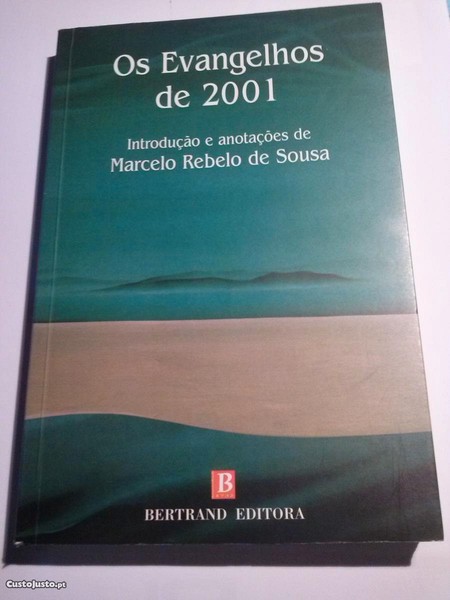 Os Evangelhos
de 2001
Introdução e anotações de
Marcelo Rebelo de Sousa
B
BERTRAND EDITORA
CustoJusto.pt